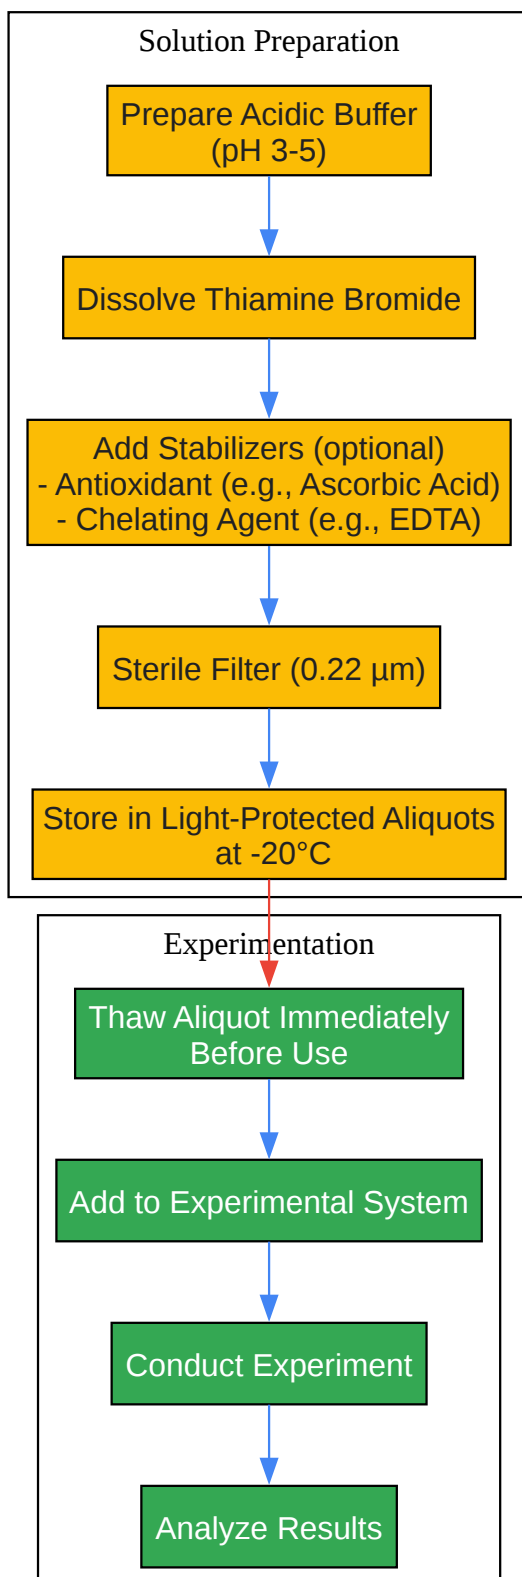 Solution Preparation
Prepare Acidic Buffer
(pH 3-5)
Dissolve Thiamine Bromide
Add Stabilizers (optional)
- Antioxidant (e.g., Ascorbic Acid)
- Chelating Agent (e.g., EDTA)
Sterile Filter (0.22 µm)
Store in Light-Protected Aliquots
at -20°C
Experimentation
Thaw Aliquot Immediately
Before Use
Add to Experimental System
Conduct Experiment
Analyze Results